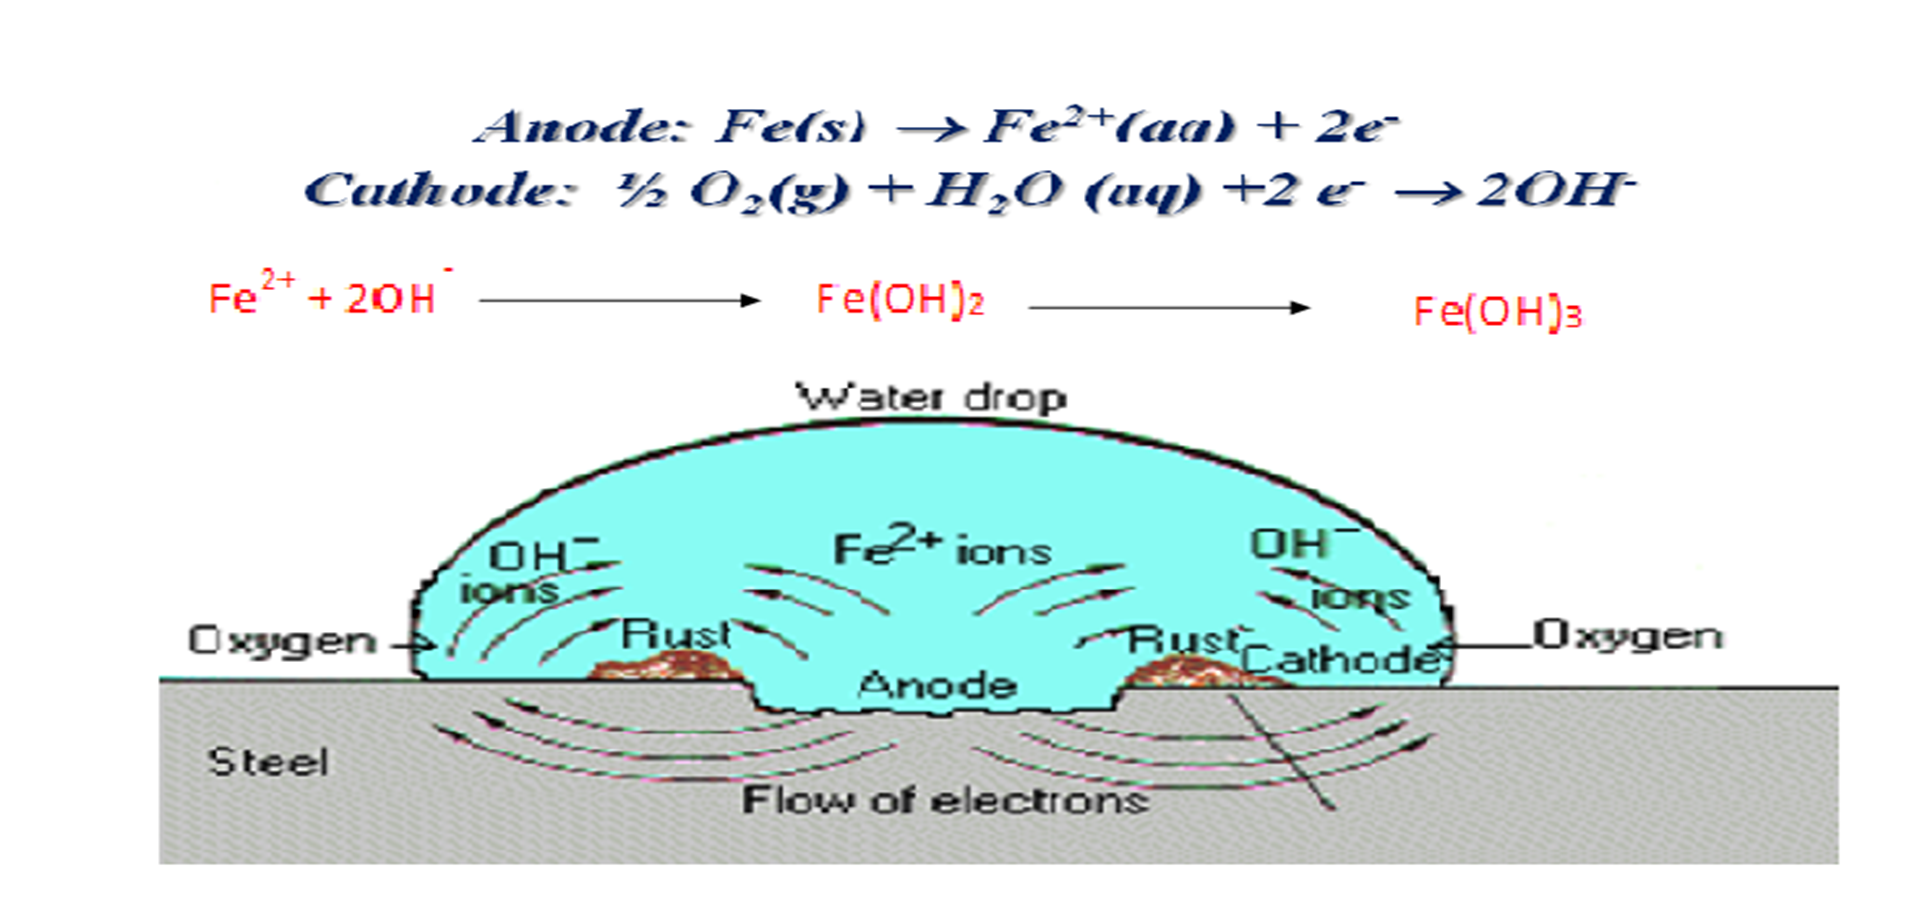 Anode: Fe(s) → Fe²⁺(aq) + 2e⁻
Cathode: ½ O₂(g) + H₂O (aq) +2 e⁻ → 2OH⁻
Fe²⁺ + 2OH⁻ → Fe(OH)₂ → Fe(OH)₃
Water drop
OH⁻ ions
Fe²⁺ ions
OH⁻ ions
Oxygen
Rust
Anode
Rust
Cathode
Oxygen
Steel
Flow of electrons